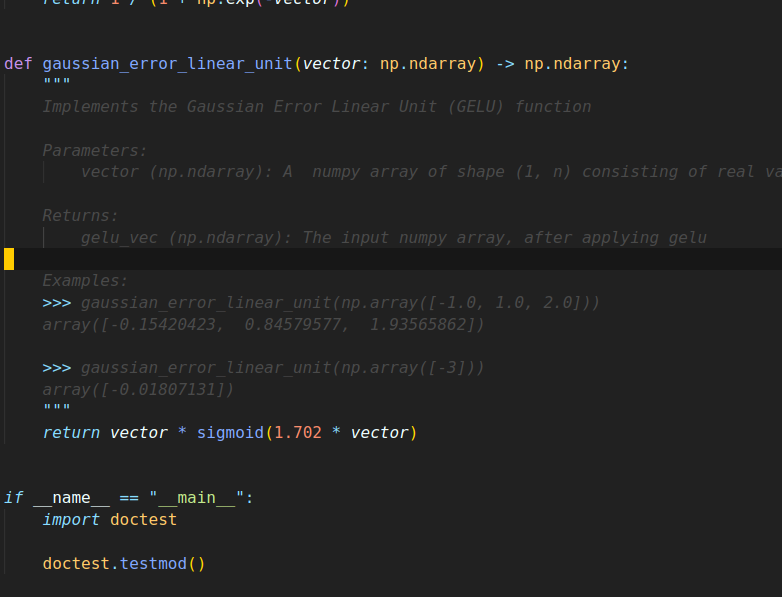 return 1 / (1 + np.exp(-vector))
def gaussian_error_linear_unit(vector: np.ndarray) -> np.ndarray:
"""
Implements the Gaussian Error Linear Unit (GELU) function
Parameters:
vector (np.ndarray): A  numpy array of shape (1, n) consisting of real va
Returns:
gelu_vec (np.ndarray): The input numpy array, after applying gelu
Examples:
>>> gaussian_error_linear_unit(np.array([-1.0, 1.0, 2.0]))
array([-0.15420423,  0.84579577,  1.93565862])
>>> gaussian_error_linear_unit(np.array([-3]))
array([-0.01807131])
"""
return vector * sigmoid(1.702 * vector)
if __name__ == "__main__":
import doctest
doctest.testmod()